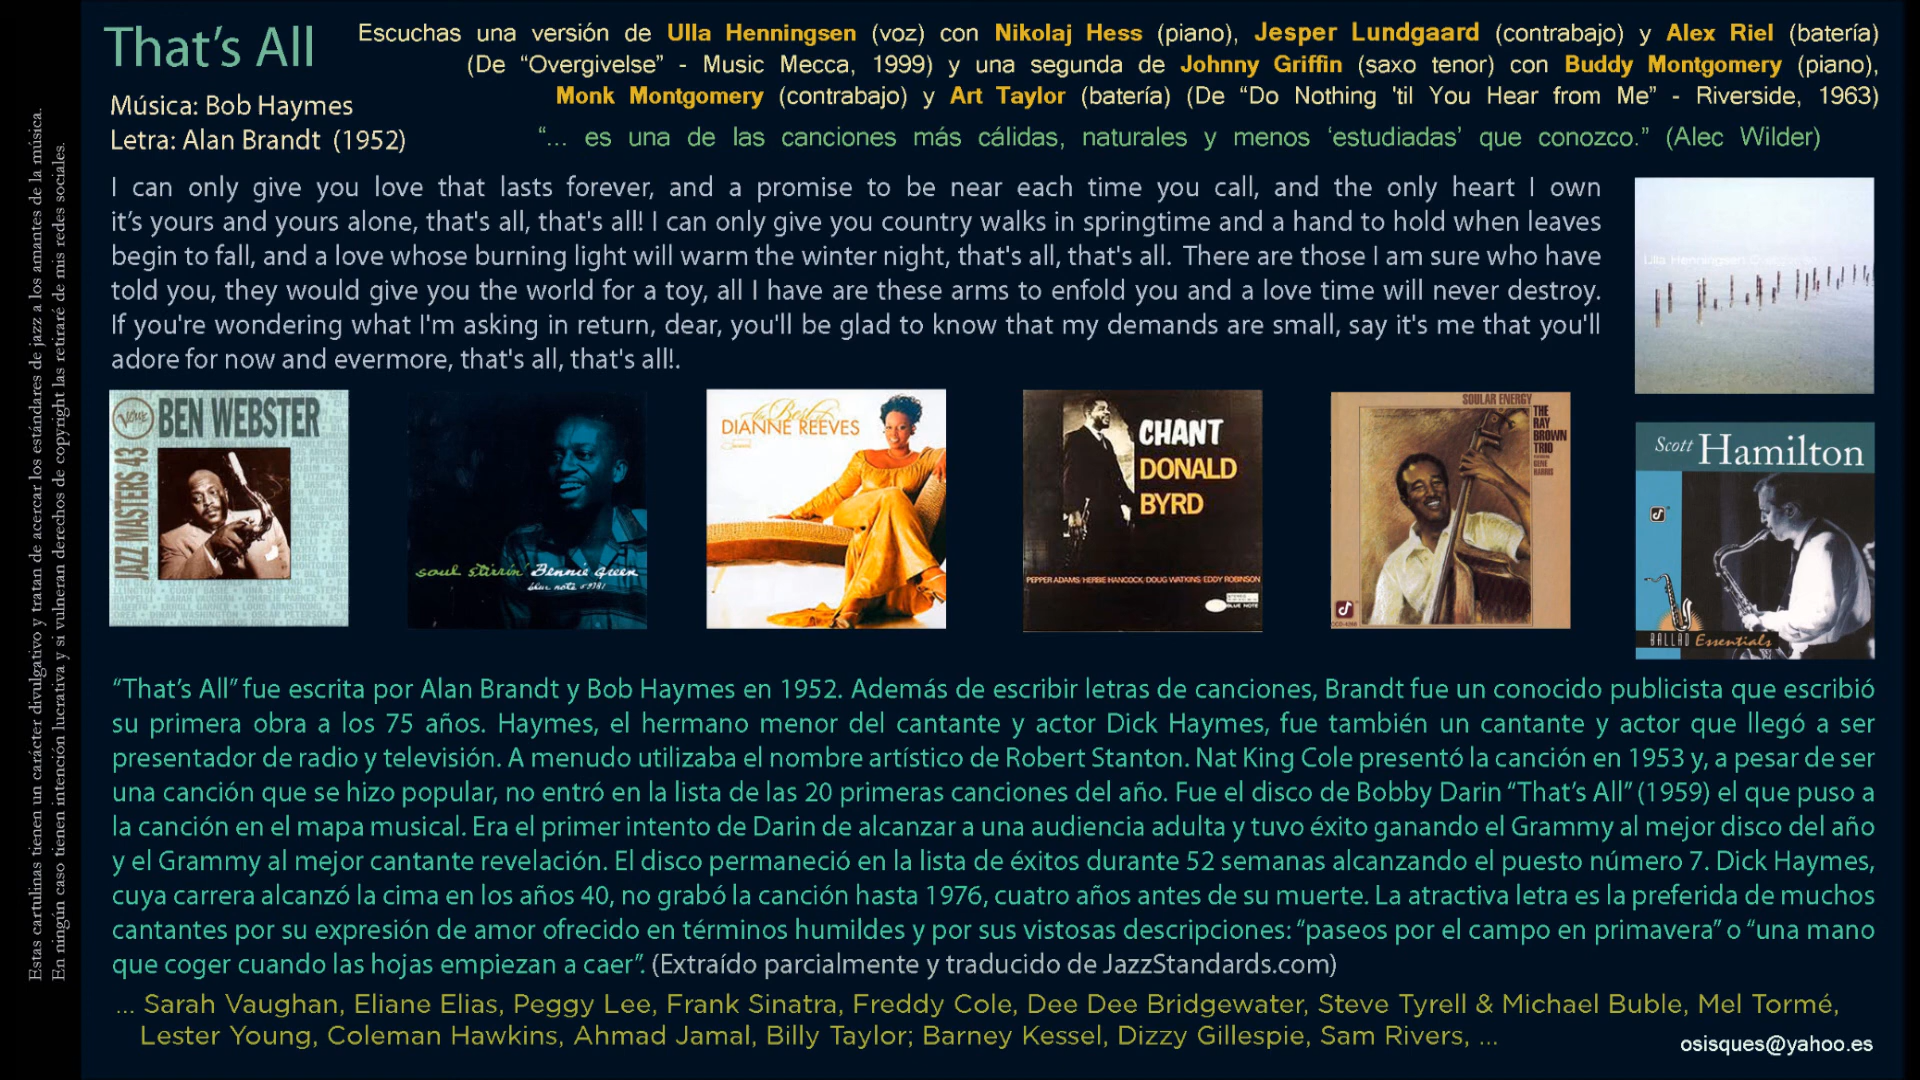 That's All
Escuchas una versión de Ulla Henningsen (voz) con Nikolaj Hess (piano), Jesper Lundgaard (contrabajo) y Alex Riel (batería)
(De “Overgivelse” - Music Mecca, 1999) y una segunda de Johnny Griffin (saxo tenor) con Buddy Montgomery (piano),
Monk Montgomery (contrabajo) y Art Taylor (batería) (De “Do Nothing 'til You Hear from Me” - Riverside, 1963)
Música: Bob Haymes
Letra: Alan Brandt (1952)
“... es una de las canciones más cálidas, naturales y menos ‘estudiadas’ que conozco.” (Alec Wilder)
I can only give you love that lasts forever, and a promise to be near each time you call, and the only heart I own
it’s yours and yours alone, that's all, that's all! I can only give you country walks in springtime and a hand to hold when leaves
begin to fall, and a love whose burning light will warm the winter night, that's all, that's all. There are those I am sure who have
told you, they would give you the world for a toy, all I have are these arms to enfold you and a love time will never destroy.
If you're wondering what I'm asking in return, dear, you'll be glad to know that my demands are small, say it's me that you'll
adore for now and evermore, that's all, that's all!.
Ulla Henningsen
Verve
BEN WEBSTER
JAZZ MASTERS 43
soul stirrin' Bennie Green
blue note
the Best of
DIANNE REEVES
CHANT
DONALD
BYRD
PEPPER ADAMS/HERBIE HANCOCK/DOUG WATKINS/EDDY ROBINSON
BLUE NOTE
SOULAR ENERGY
THE
RAY
BROWN
TRIO
GENE
HARRIS
Scott Hamilton
BALLAD Essentials
“That’s All” fue escrita por Alan Brandt y Bob Haymes en 1952. Además de escribir letras de canciones, Brandt fue un conocido publicista que escribió
su primera obra a los 75 años. Haymes, el hermano menor del cantante y actor Dick Haymes, fue también un cantante y actor que llegó a ser
presentador de radio y televisión. A menudo utilizaba el nombre artístico de Robert Stanton. Nat King Cole presentó la canción en 1953 y, a pesar de ser
una canción que se hizo popular, no entró en la lista de las 20 primeras canciones del año. Fue el disco de Bobby Darin “That’s All” (1959) el que puso a
la canción en el mapa musical. Era el primer intento de Darin de alcanzar a una audiencia adulta y tuvo éxito ganando el Grammy al mejor disco del año
y el Grammy al mejor cantante revelación. El disco permaneció en la lista de éxitos durante 52 semanas alcanzando el puesto número 7. Dick Haymes,
cuya carrera alcanzó la cima en los años 40, no grabó la canción hasta 1976, cuatro años antes de su muerte. La atractiva letra es la preferida de muchos
cantantes por su expresión de amor ofrecido en términos humildes y por sus vistosas descripciones: “paseos por el campo en primavera” o “una mano
que coger cuando las hojas empiezan a caer”. (Extraído parcialmente y traducido de JazzStandards.com)
... Sarah Vaughan, Eliane Elias, Peggy Lee, Frank Sinatra, Freddy Cole, Dee Dee Bridgewater, Steve Tyrell & Michael Buble, Mel Tormé,
Lester Young, Coleman Hawkins, Ahmad Jamal, Billy Taylor; Barney Kessel, Dizzy Gillespie, Sam Rivers, ...
osisques@yahoo.es
Estas cartulinas tienen un carácter divulgativo y tratan de acercar los estándares de jazz a los amantes de la música.
En ningún caso tienen intención lucrativa y si vulneran derechos de copyright las retiraré de mis redes sociales.